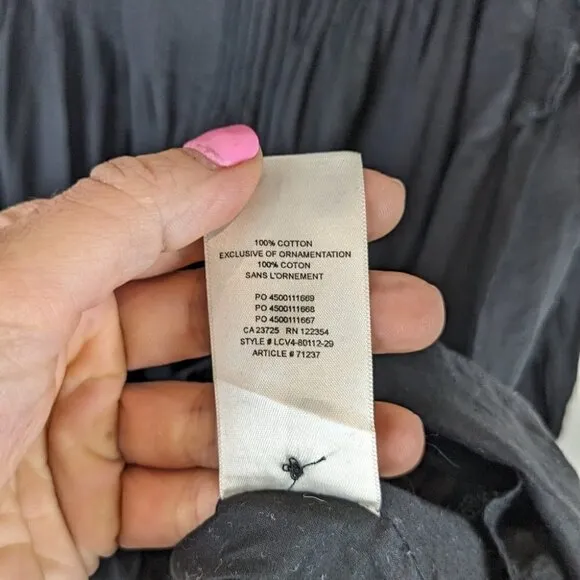 100% COTTON
EXCLUSIVE OF ORNAMENTATION
100% COTON
SANS L'ORNEMENT
PO 4500111669
PO 4500111668
PO 4500111667
CA 23725 RN 122354
STYLE # LCV4-80112-29
ARTICLE # 71237